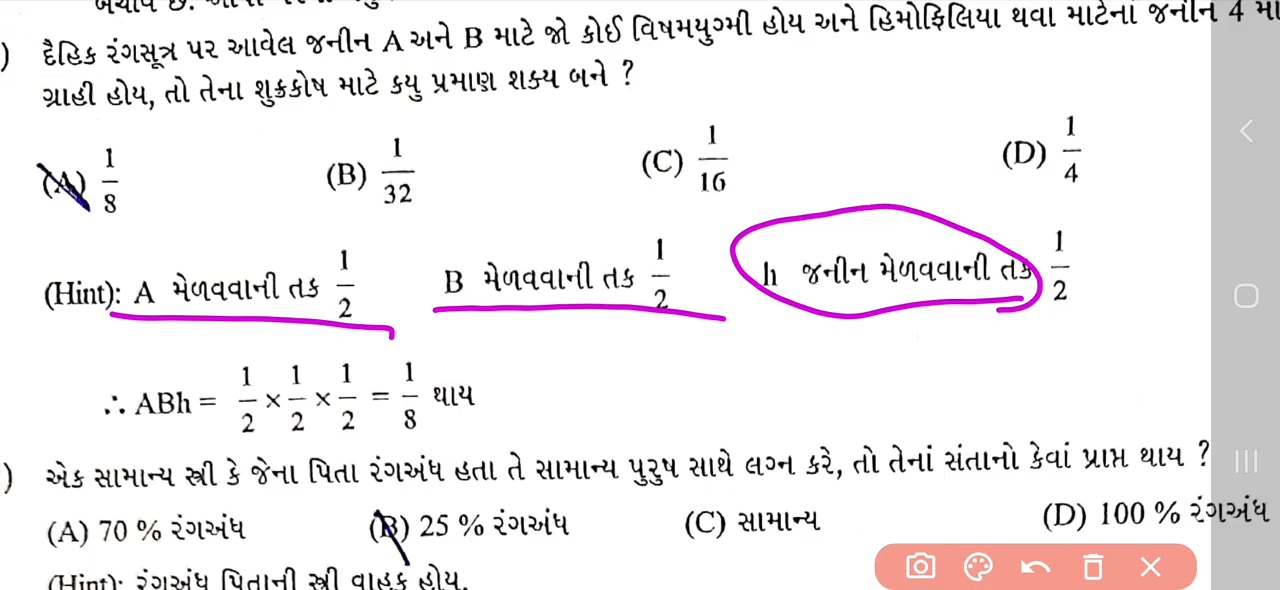 ) દૈહિક રંગસૂત્ર પર આવેલ જનીન A અને B માટે જો કોઈ વિષમયુગ્મી હોય અને હિમોફિલિયા થવા માટેનાં જનીન 4 મા
ગ્રાહી હોય, તો તેના શુક્રકોષ માટે કયુ પ્રમાણ શક્ય બને ?
(A) 1/8 (B) 1/32 (C) 1/16 (D) 1/4
(Hint): A મેળવવાની તક 1/2 B મેળવવાની તક 1/2 h જનીન મેળવવાની તક 1/2
∴ ABh = 1/2 × 1/2 × 1/2 = 1/8 થાય
) એક સામાન્ય સ્ત્રી કે જેના પિતા રંગઅંધ હતા તે સામાન્ય પુરુષ સાથે લગ્ન કરે, તો તેનાં સંતાનો કેવાં પ્રાપ્ત થાય ?
(A) 70 % રંગઅંધ (B) 25 % રંગઅંધ (C) સામાન્ય (D) 100 % રંગઅંધ
(Hint): રંગઅંધ પિતાની સ્ત્રી વાહક હોય.